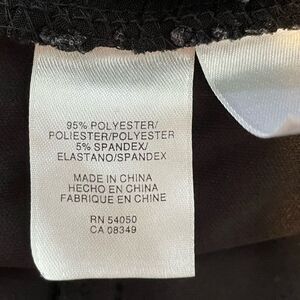 95% POLYESTER/
POLIESTER/POLYESTER
5% SPANDEX/
ELASTANO/SPANDEX
MADE IN CHINA
HECHO EN CHINA
FABRIQUE EN CHINE
RN 54050
CA 08349